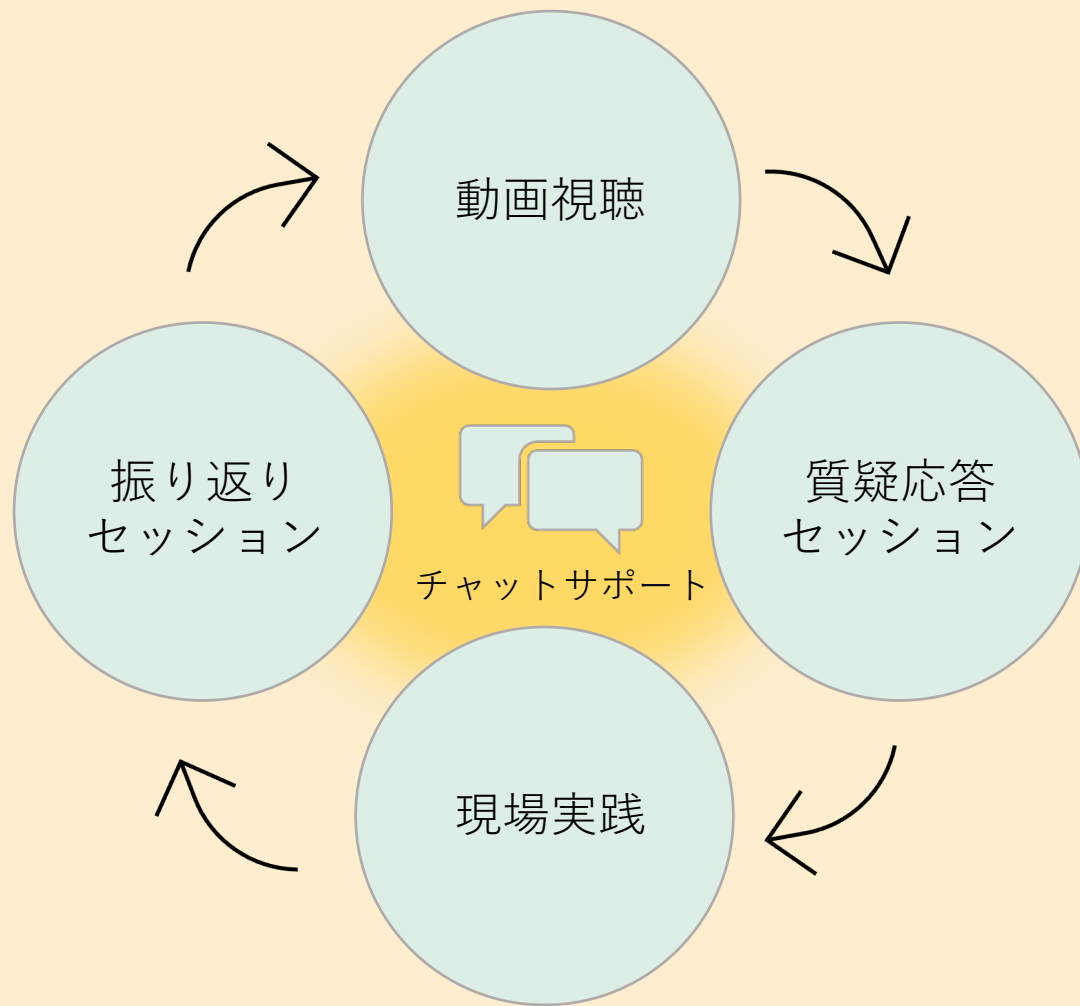 動画視聴
振り返り
セッション
質疑応答
セッション
チャットサポート
現場実践